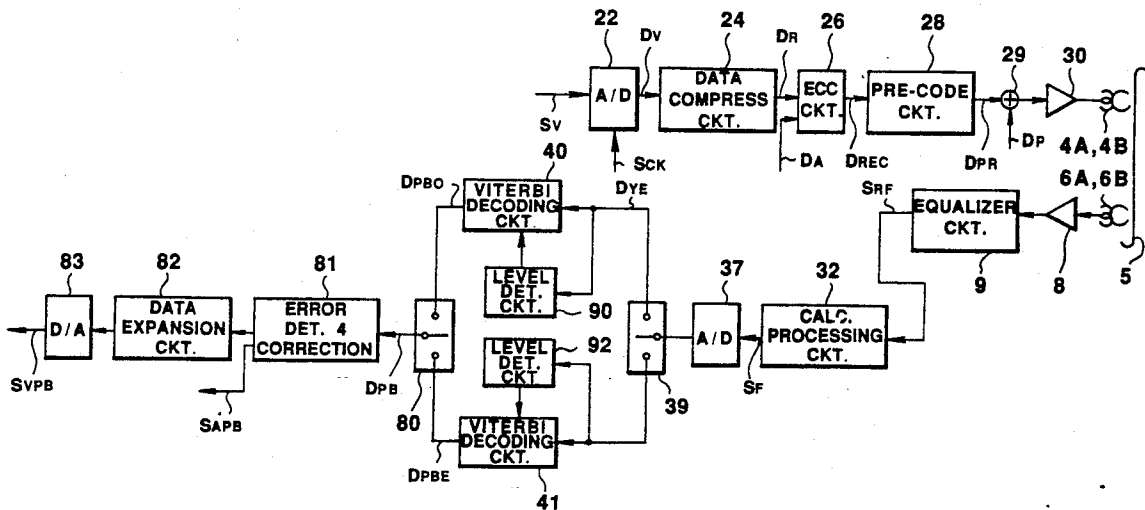 22
24
26
28
29
30
DV
DR
A/D
DATA
COMPRESS
CKT.
ECC
CKT.
PRE-CODE
CKT.
SV
SCK
DA
DREC
DPR
DP
4A, 4B
6A, 6B
40
DPBO
DYE
VITERBI
DECODING
CKT.
SRF
EQUALIZER
CKT.
9
8
5
83
82
81
LEVEL
DET.
CKT.
90
37
32
D/A
DATA
EXPANSION
CKT.
ERROR
DET. 4
CORRECTION
A/D
CALC.
PROCESSING
CKT.
92
LEVEL
DET.
CKT
SVPB
SAPB
DPB
80
SF
39
VITERBI
DECODING
CKT.
DPBE
41